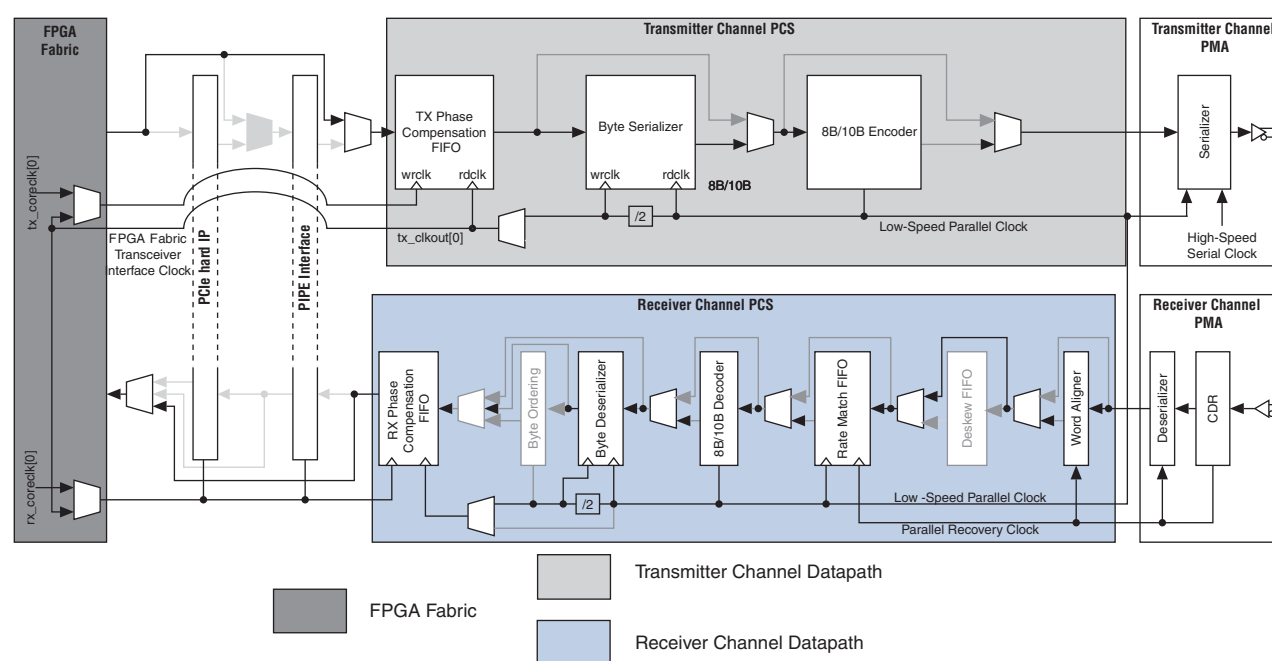 FPGA
Fabric
Transmitter Channel PCS
Transmitter Channel
PMA
TX Phase
Compensation
FIFO
wrclk
rdclk
Byte Serializer
wrclk
rdclk
8B/10B
8B/10B Encoder
Serializer
tx_coreclk[0]
FPGA Fabric
Transceiver
Interface Clock
PCIe hard IP
PIPE Interface
tx_clkout[0]
/2
Low-Speed Parallel Clock
High-Speed
Serial Clock
Receiver Channel PCS
Receiver Channel
PMA
RX Phase
Compensation
FIFO
Byte Ordering
Byte Deserializer
8B/10B Decoder
Rate Match FIFO
Deskew FIFO
Word Aligner
Deserializer
CDR
rx_coreclk[0]
/2
Low -Speed Parallel Clock
Parallel Recovery Clock
FPGA Fabric
Transmitter Channel Datapath
Receiver Channel Datapath